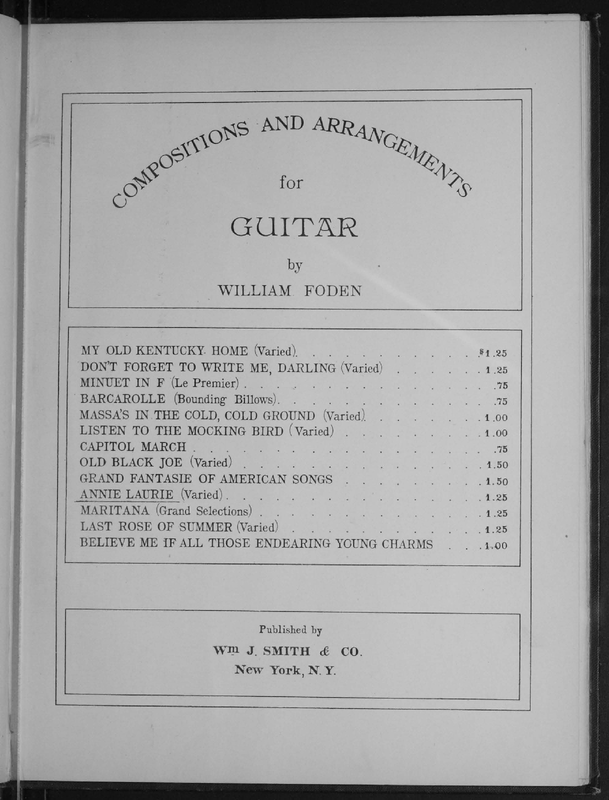 COMPOSITIONS AND ARRANGEMENTS
for
GUITAR
by
WILLIAM FODEN
MY OLD KENTUCKY HOME (Varied). . . . . . . . . . $1.25
DON'T FORGET TO WRITE ME, DARLING (Varied) . . . . . 1.25
MINUET IN F (Le Premier) . . . . . . . . . . . . .75
BARCAROLLE (Bounding Billows). . . . . . . . . . .75
MASSA'S IN THE COLD, COLD GROUND (Varied). . . . . . 1.00
LISTEN TO THE MOCKING BIRD (Varied) . . . . . . . 1.00
CAPITOL MARCH . . . . . . . . . . . . . .75
OLD BLACK JOE (Varied) . . . . . . . . . . . . 1.50
GRAND FANTASIE OF AMERICAN SONGS . . . . . . . 1.50
ANNIE LAURIE (Varied) . . . . . . . . . . . . 1.25
MARITANA (Grand Selections) . . . . . . . . . . 1.25
LAST ROSE OF SUMMER (Varied) . . . . . . . . . 1.25
BELIEVE ME IF ALL THOSE ENDEARING YOUNG CHARMS . . . 1.00
Published by
Wm J. SMITH & CO.
New York, N.Y.